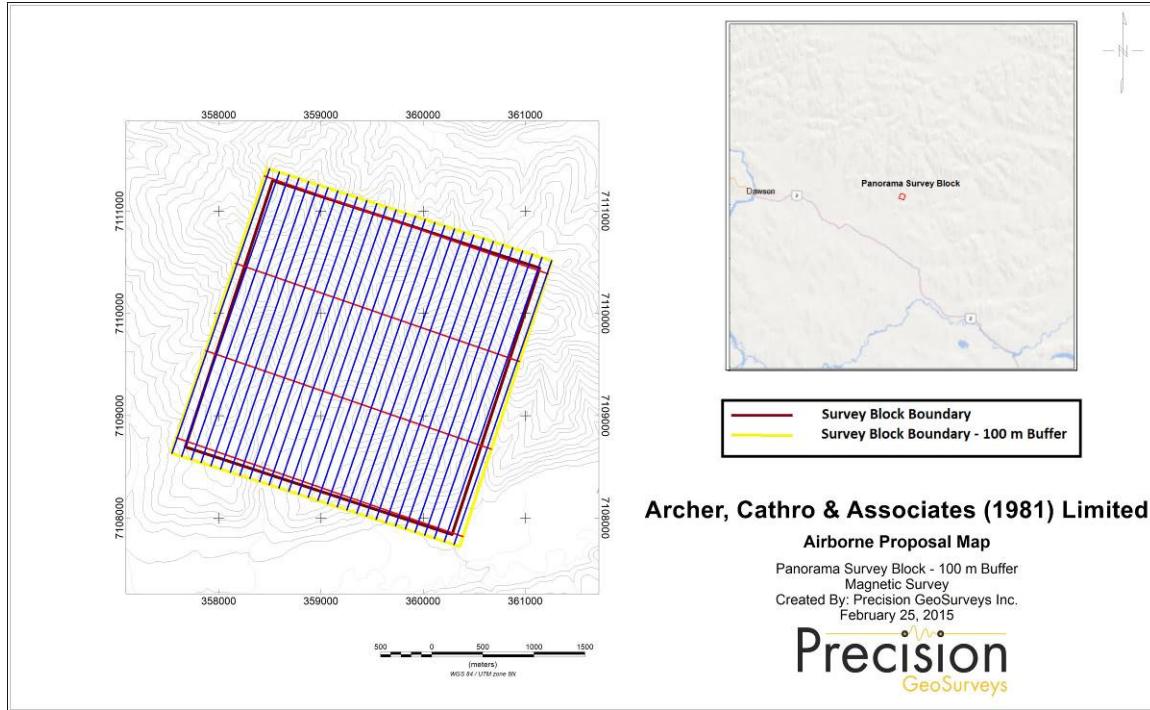 358000 359000 360000 361000
7111000 7111000
7110000 7110000
7109000 7109000
7108000 7108000
358000 359000 360000 361000
500 0 500 1000 1500
(meters)
WGS 84 / UTM zone 8N
N
Dawson
2
Panorama Survey Block
2
Survey Block Boundary
Survey Block Boundary - 100 m Buffer
Archer, Cathro & Associates (1981) Limited
Airborne Proposal Map
Panorama Survey Block - 100 m Buffer
Magnetic Survey
Created By: Precision GeoSurveys Inc.
February 25, 2015
Precision
GeoSurveys